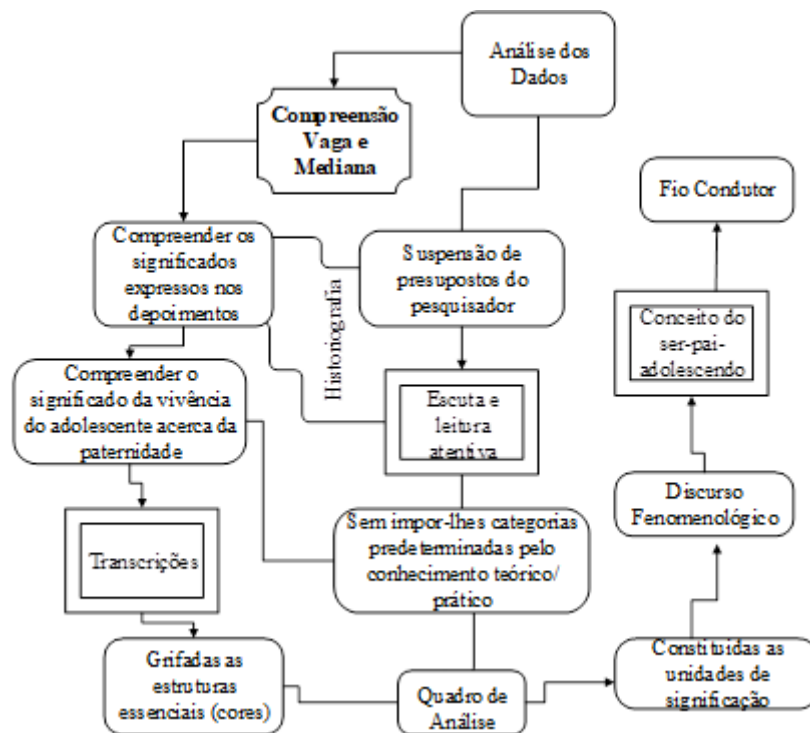 Análise dos
Dados
Compreensão
Vaga e
Mediana
Fio Condutor
Compreender os
significados
expressos nos
depoimentos
Historiografia
Suspensão de
presupostos do
pesquisador
Conceito do
ser-pai-
adolescendo
Compreender o
significado da vivência
do adolescente acerca da
paternidade
Escuta e
leitura
atentiva
Discurso
Fenomenológico
Transcrições
Sem impor-lhes categorias
predeterminadas pelo
conhecimento teórico/
prático
Grifadas as
estruturas
essenciais (cores)
Quadro de
Análise
Constituídas as
unidades de
significação